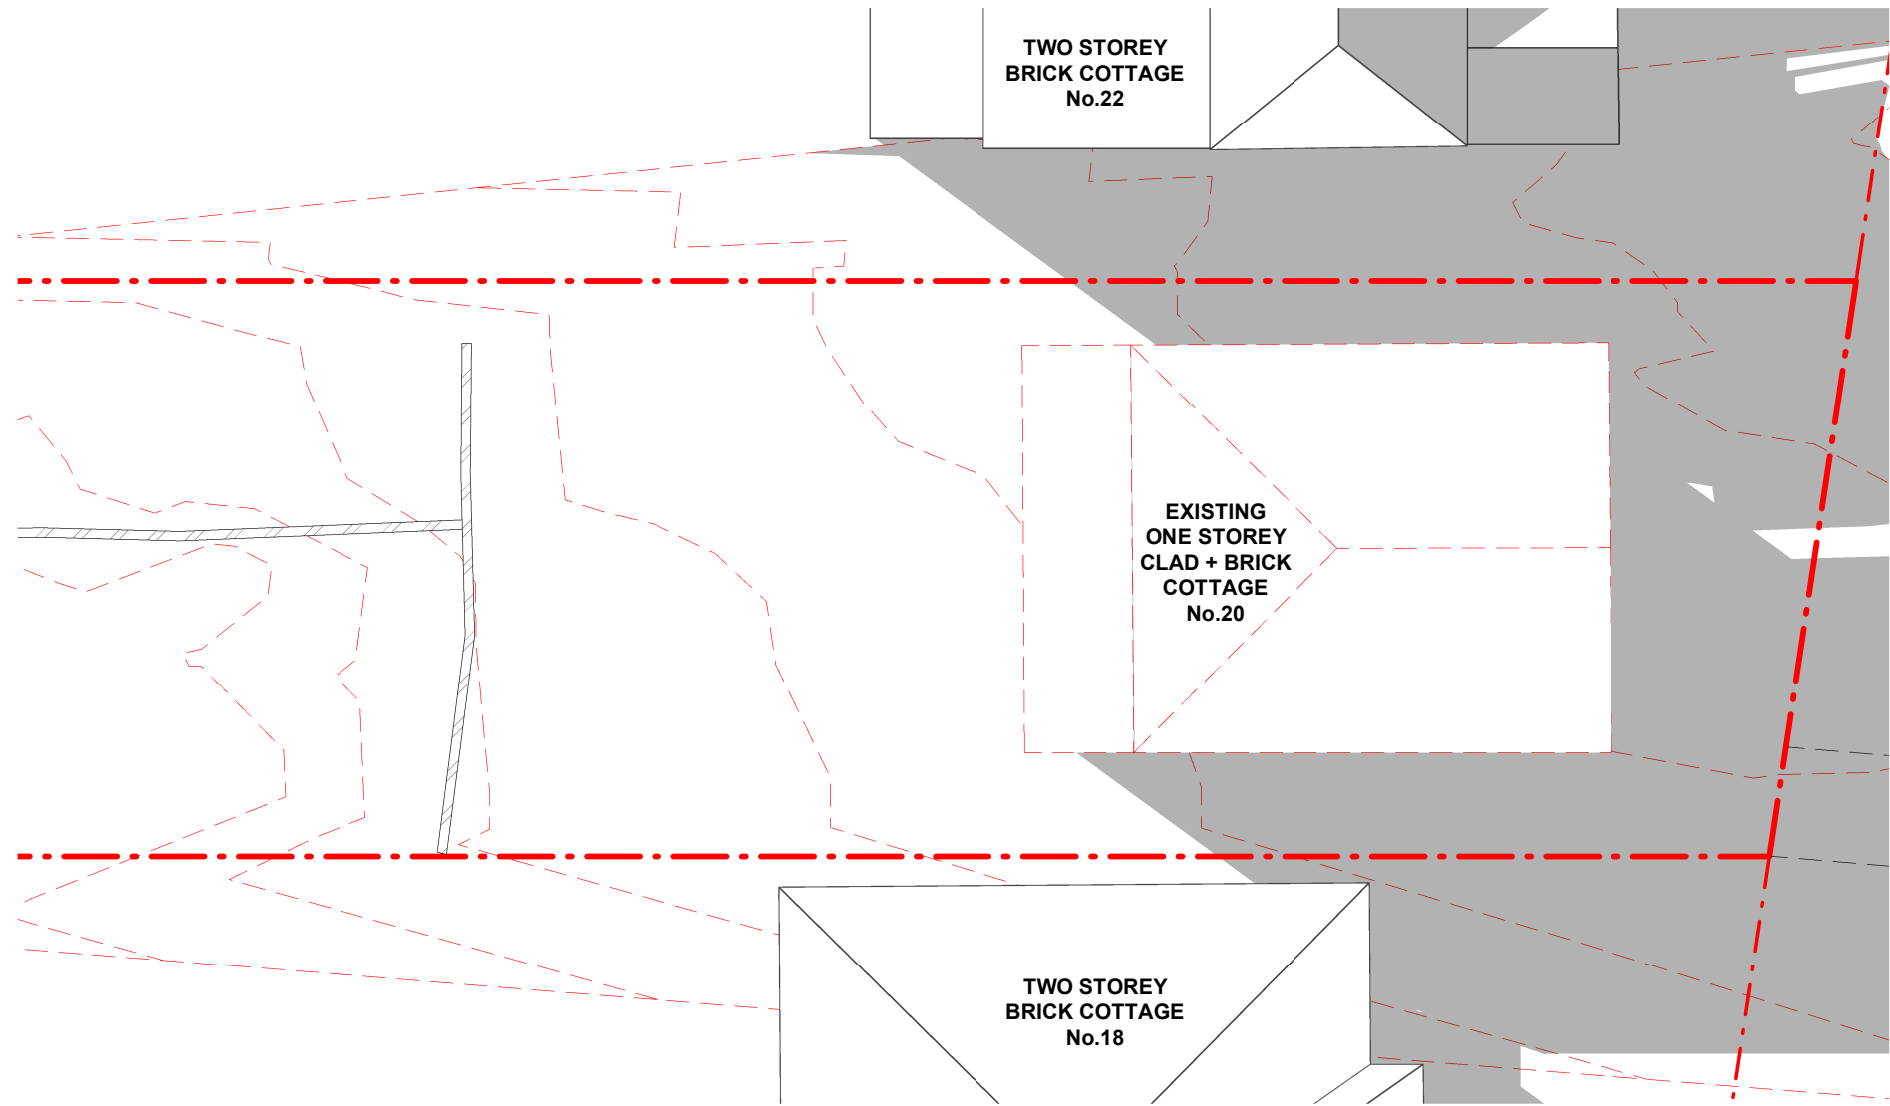 TWO STOREY
BRICK COTTAGE
No.22
EXISTING
ONE STOREY
CLAD + BRICK
COTTAGE
No.20
TWO STOREY
BRICK COTTAGE
No.18